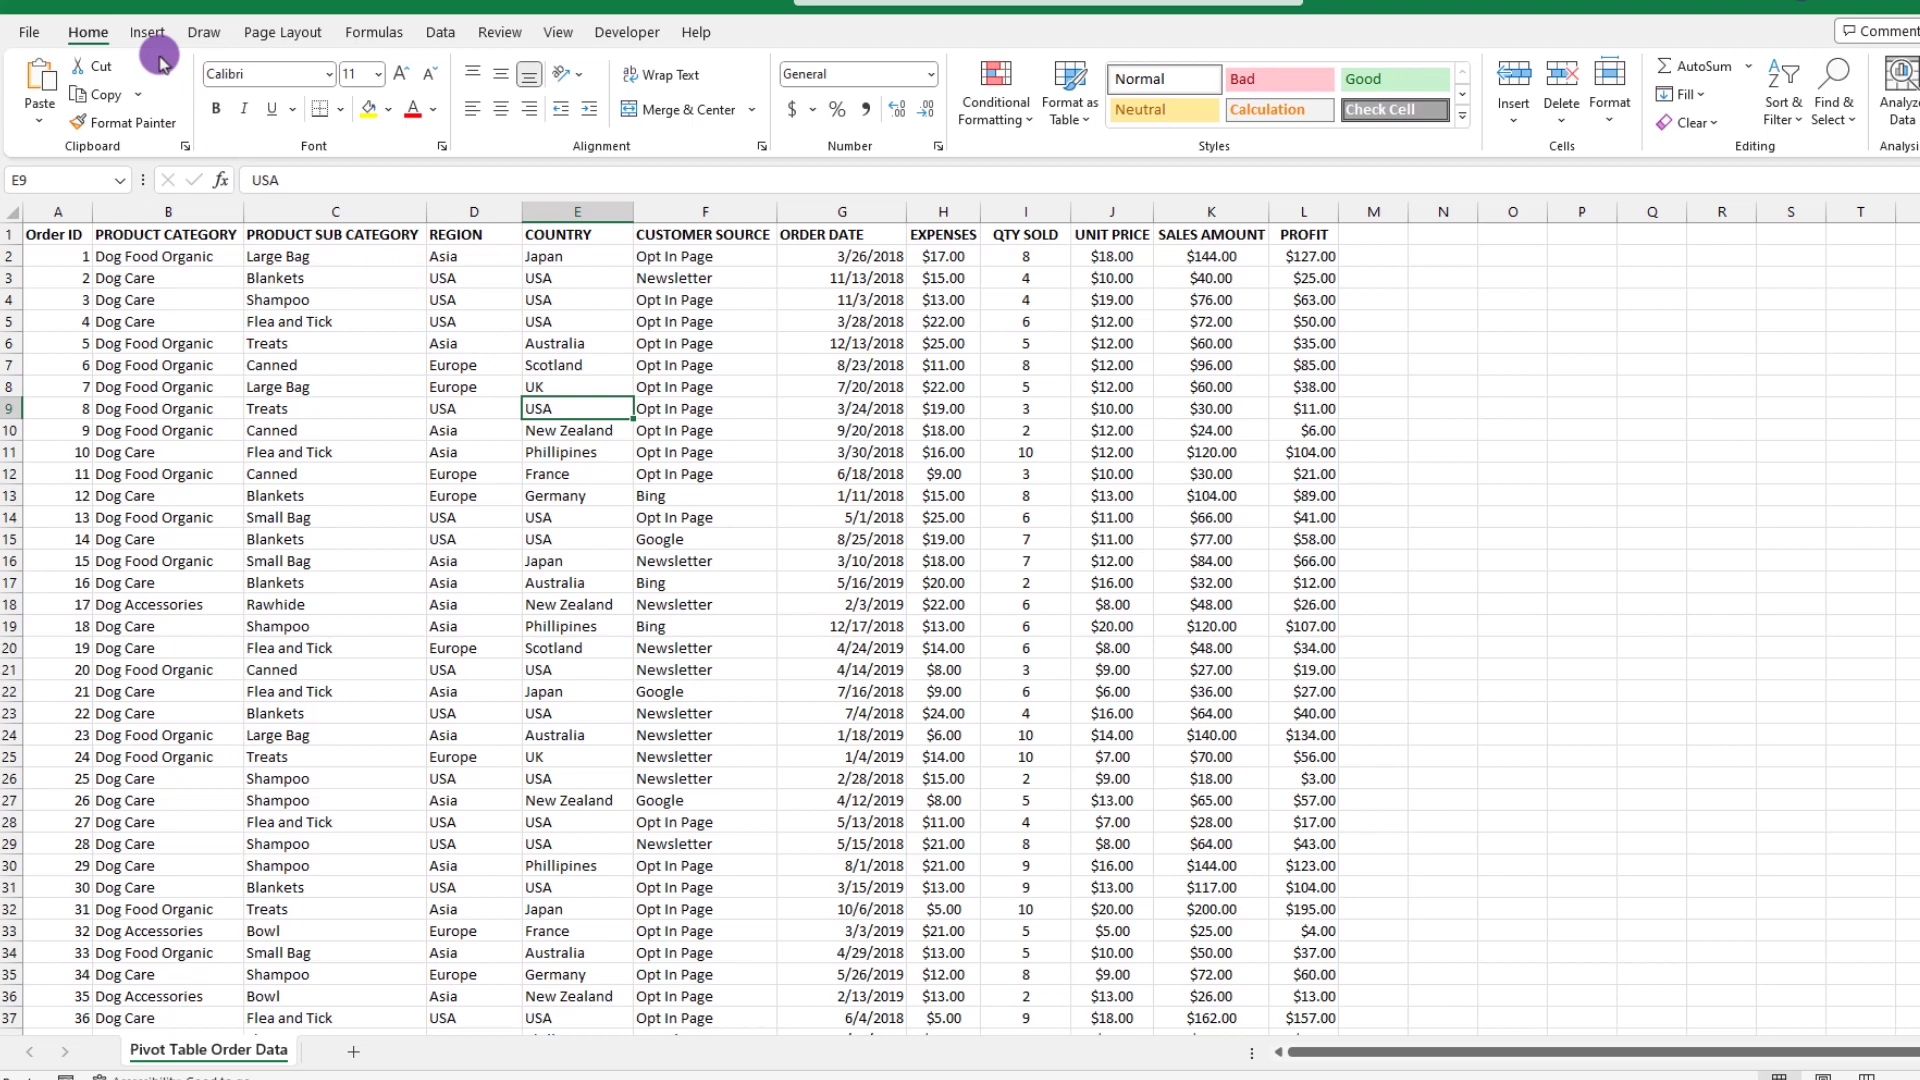 File Home Insert Draw Page Layout Formulas Data Review View Developer Help Comment
Paste Cut Copy Format Painter Clipboard
Calibri 11 A A B I U A Font
ab Wrap Text Merge & Center Alignment
General $ % Number
Conditional Formatting Format as Table
Normal Bad Good
Neutral Calculation Check Cell
Styles
Insert Delete Format Cells
AutoSum Fill Clear Sort & Filter Find & Select Editing
Analyze Data Analysi
E9 fx USA
A B C D E F G H I J K L M N O P Q R S T
1 Order ID PRODUCT CATEGORY PRODUCT SUB CATEGORY REGION COUNTRY CUSTOMER SOURCE ORDER DATE EXPENSES QTY SOLD UNIT PRICE SALES AMOUNT PROFIT
2 1 Dog Food Organic Large Bag Asia Japan Opt In Page 3/26/2018 $17.00 8 $18.00 $144.00 $127.00
3 2 Dog Care Blankets USA USA Newsletter 11/13/2018 $15.00 4 $10.00 $40.00 $25.00
4 3 Dog Care Shampoo USA USA Opt In Page 11/3/2018 $13.00 4 $19.00 $76.00 $63.00
5 4 Dog Care Flea and Tick USA USA Opt In Page 3/28/2018 $22.00 6 $12.00 $72.00 $50.00
6 5 Dog Food Organic Treats Asia Australia Opt In Page 12/13/2018 $25.00 5 $12.00 $60.00 $35.00
7 6 Dog Food Organic Canned Europe Scotland Opt In Page 8/23/2018 $11.00 8 $12.00 $96.00 $85.00
8 7 Dog Food Organic Large Bag Europe UK Opt In Page 7/20/2018 $22.00 5 $12.00 $60.00 $38.00
9 8 Dog Food Organic Treats USA USA Opt In Page 3/24/2018 $19.00 3 $10.00 $30.00 $11.00
10 9 Dog Food Organic Canned Asia New Zealand Opt In Page 9/20/2018 $18.00 2 $12.00 $24.00 $6.00
11 10 Dog Care Flea and Tick Asia Phillipines Opt In Page 3/30/2018 $16.00 10 $12.00 $120.00 $104.00
12 11 Dog Food Organic Canned Europe France Opt In Page 6/18/2018 $9.00 3 $10.00 $30.00 $21.00
13 12 Dog Care Blankets Europe Germany Bing 1/11/2018 $15.00 8 $13.00 $104.00 $89.00
14 13 Dog Food Organic Small Bag USA USA Opt In Page 5/1/2018 $25.00 6 $11.00 $66.00 $41.00
15 14 Dog Care Blankets USA USA Google 8/25/2018 $19.00 7 $11.00 $77.00 $58.00
16 15 Dog Food Organic Small Bag Asia Japan Newsletter 3/10/2018 $18.00 7 $12.00 $84.00 $66.00
17 16 Dog Care Blankets Asia Australia Bing 5/16/2019 $20.00 2 $16.00 $32.00 $12.00
18 17 Dog Accessories Rawhide Asia New Zealand Newsletter 2/3/2019 $22.00 6 $8.00 $48.00 $26.00
19 18 Dog Care Shampoo Asia Phillipines Bing 12/17/2018 $13.00 6 $20.00 $120.00 $107.00
20 19 Dog Care Flea and Tick Europe Scotland Newsletter 4/24/2019 $14.00 6 $8.00 $48.00 $34.00
21 20 Dog Food Organic Canned USA USA Newsletter 4/14/2019 $8.00 3 $9.00 $27.00 $19.00
22 21 Dog Care Flea and Tick Asia Japan Google 7/16/2018 $9.00 6 $6.00 $36.00 $27.00
23 22 Dog Care Blankets USA USA Newsletter 7/4/2018 $24.00 4 $16.00 $64.00 $40.00
24 23 Dog Food Organic Large Bag Asia Australia Newsletter 1/18/2019 $6.00 10 $14.00 $140.00 $134.00
25 24 Dog Food Organic Treats Europe UK Newsletter 1/4/2019 $14.00 10 $7.00 $70.00 $56.00
26 25 Dog Care Shampoo USA USA Newsletter 2/28/2018 $15.00 2 $9.00 $18.00 $3.00
27 26 Dog Care Shampoo Asia New Zealand Google 4/12/2019 $8.00 5 $13.00 $65.00 $57.00
28 27 Dog Care Flea and Tick USA USA Opt In Page 5/13/2018 $11.00 4 $7.00 $28.00 $17.00
29 28 Dog Care Shampoo USA USA Newsletter 5/15/2018 $21.00 8 $8.00 $64.00 $43.00
30 29 Dog Care Shampoo Asia Phillipines Opt In Page 8/1/2018 $21.00 9 $16.00 $144.00 $123.00
31 30 Dog Care Blankets USA USA Opt In Page 3/15/2019 $13.00 9 $13.00 $117.00 $104.00
32 31 Dog Food Organic Treats Asia Japan Opt In Page 10/6/2018 $5.00 10 $20.00 $200.00 $195.00
33 32 Dog Accessories Bowl Europe France Opt In Page 3/3/2019 $21.00 5 $5.00 $25.00 $4.00
34 33 Dog Food Organic Small Bag Asia Australia Opt In Page 4/29/2018 $13.00 5 $10.00 $50.00 $37.00
35 34 Dog Care Shampoo Europe Germany Opt In Page 5/26/2019 $12.00 8 $9.00 $72.00 $60.00
36 35 Dog Accessories Bowl Asia New Zealand Opt In Page 2/13/2019 $13.00 2 $13.00 $26.00 $13.00
37 36 Dog Care Flea and Tick USA USA Opt In Page 6/4/2018 $5.00 9 $18.00 $162.00 $157.00
Pivot Table Order Data